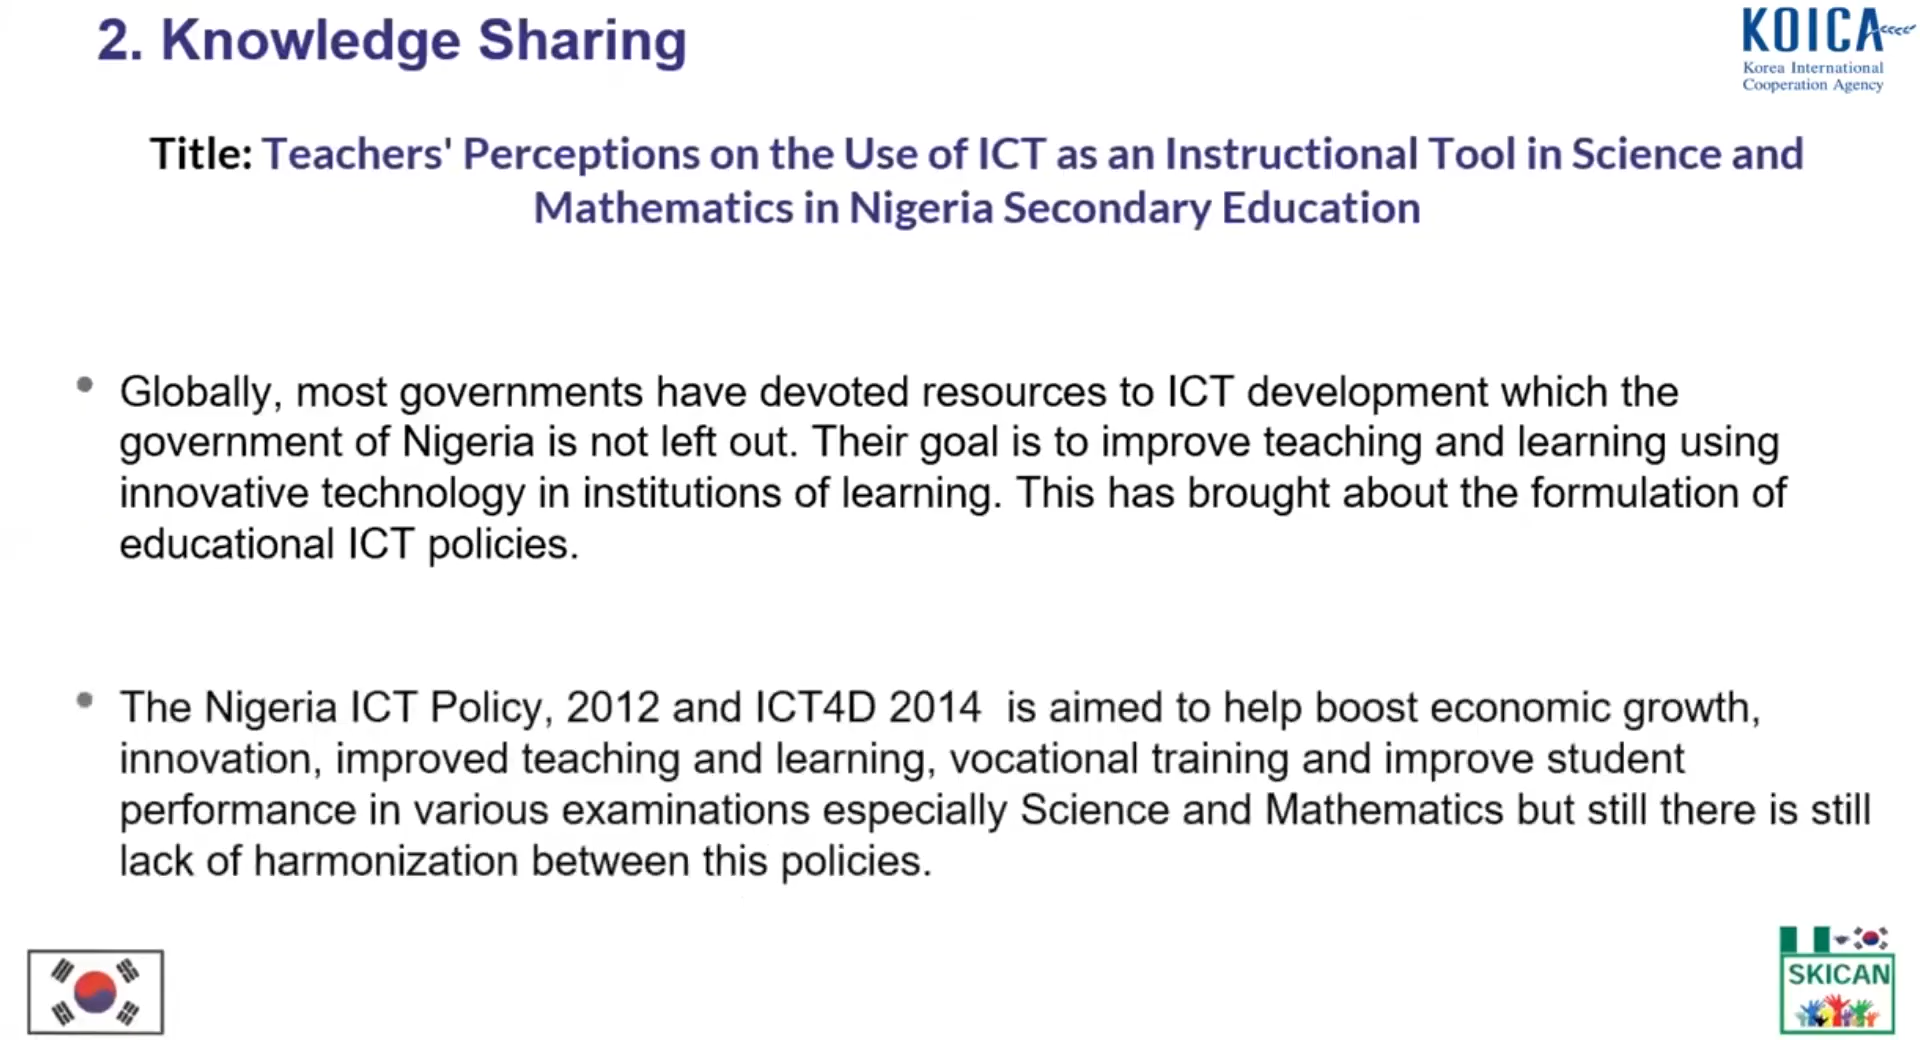 2. Knowledge Sharing
KOICA
Korea International
Cooperation Agency
Title: Teachers' Perceptions on the Use of ICT as an Instructional Tool in Science and
Mathematics in Nigeria Secondary Education
• Globally, most governments have devoted resources to ICT development which the
government of Nigeria is not left out. Their goal is to improve teaching and learning using
innovative technology in institutions of learning. This has brought about the formulation of
educational ICT policies.
• The Nigeria ICT Policy, 2012 and ICT4D 2014  is aimed to help boost economic growth,
innovation, improved teaching and learning, vocational training and improve student
performance in various examinations especially Science and Mathematics but still there is still
lack of harmonization between this policies.
SKICAN